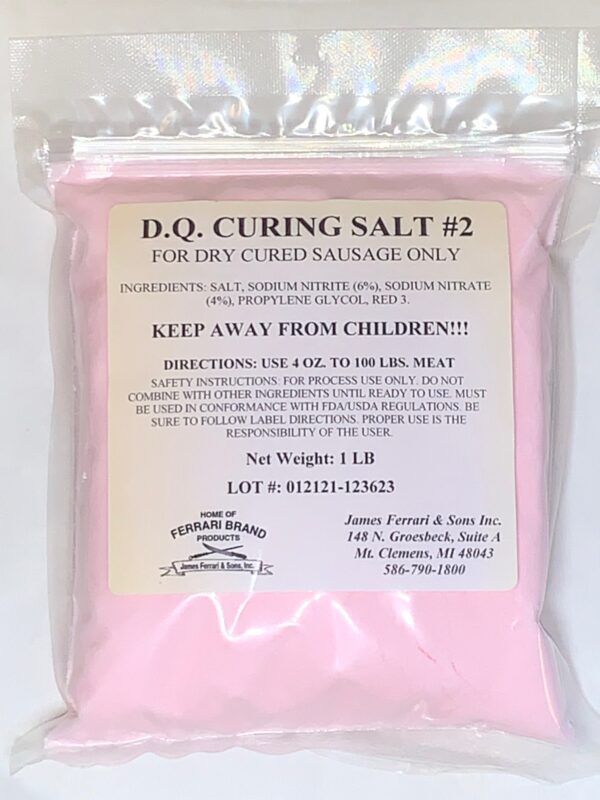 D.Q. CURING SALT #2
FOR DRY CURED SAUSAGE ONLY
INGREDIENTS: SALT, SODIUM NITRITE (6%), SODIUM NITRATE
(4%), PROPYLENE GLYCOL, RED 3.
KEEP AWAY FROM CHILDREN!!!
DIRECTIONS: USE 4 OZ. TO 100 LBS. MEAT
SAFETY INSTRUCTIONS: FOR PROCESS USE ONLY. DO NOT
COMBINE WITH OTHER INGREDIENTS UNTIL READY TO USE. MUST
BE USED IN CONFORMANCE WITH FDA/USDA REGULATIONS. BE
SURE TO FOLLOW LABEL DIRECTIONS. PROPER USE IS THE
RESPONSIBILITY OF THE USER.
Net Weight: 1 LB
LOT #: 012121-123623
HOME OF
FERRARI BRAND
PRODUCTS
James Ferrari & Sons, Inc.
James Ferrari & Sons Inc.
148 N. Groesbeck, Suite A
Mt. Clemens, MI 48043
586-790-1800